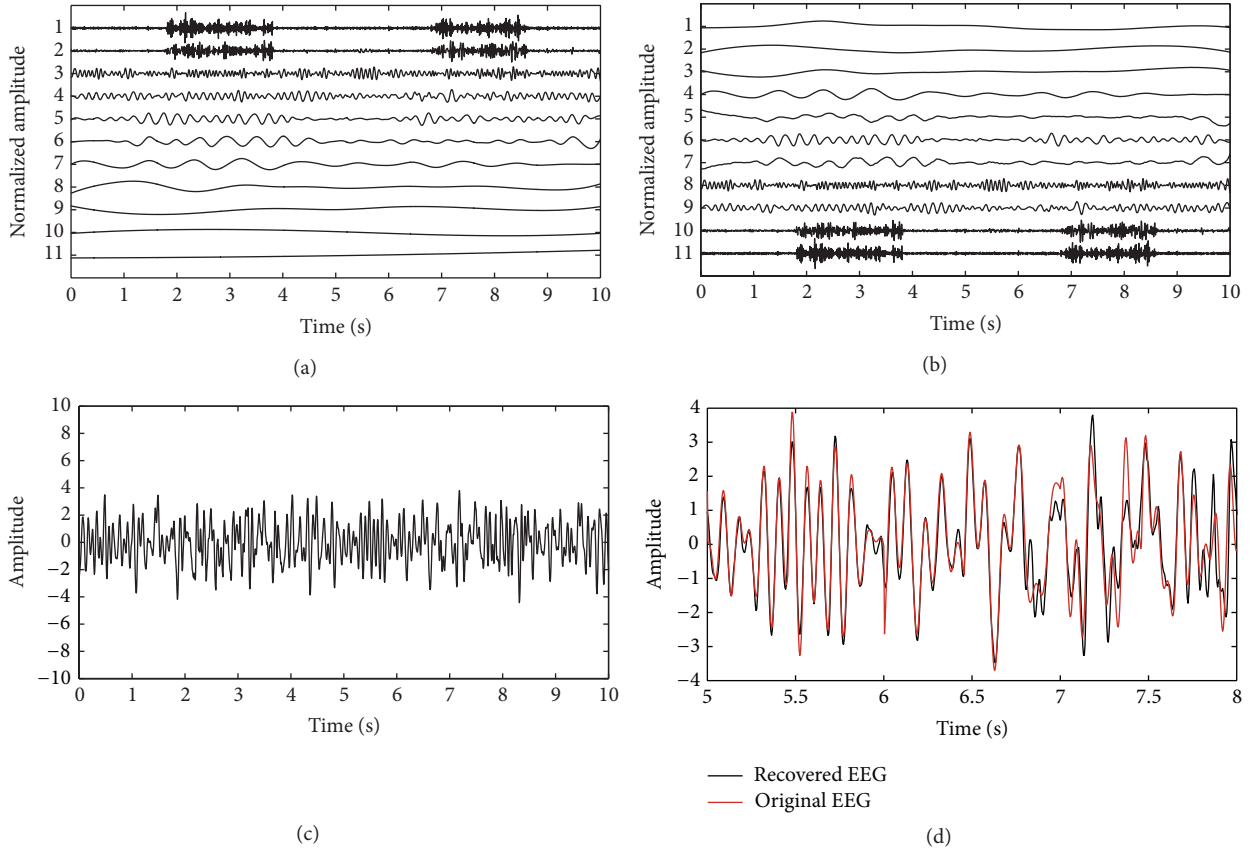 Normalized amplitude
1
2
3
4
5
6
7
8
9
10
11
0 1 2 3 4 5 6 7 8 9 10
Time (s)
(a)
Normalized amplitude
1
2
3
4
5
6
7
8
9
10
11
0 1 2 3 4 5 6 7 8 9 10
Time (s)
(b)
Amplitude
10
8
6
4
2
0
−2
−4
−6
−8
−10
0 1 2 3 4 5 6 7 8 9 10
Time (s)
(c)
Amplitude
4
3
2
1
0
−1
−2
−3
−4
5 5.5 6 6.5 7 7.5 8
Time (s)
Recovered EEG
Original EEG
(d)